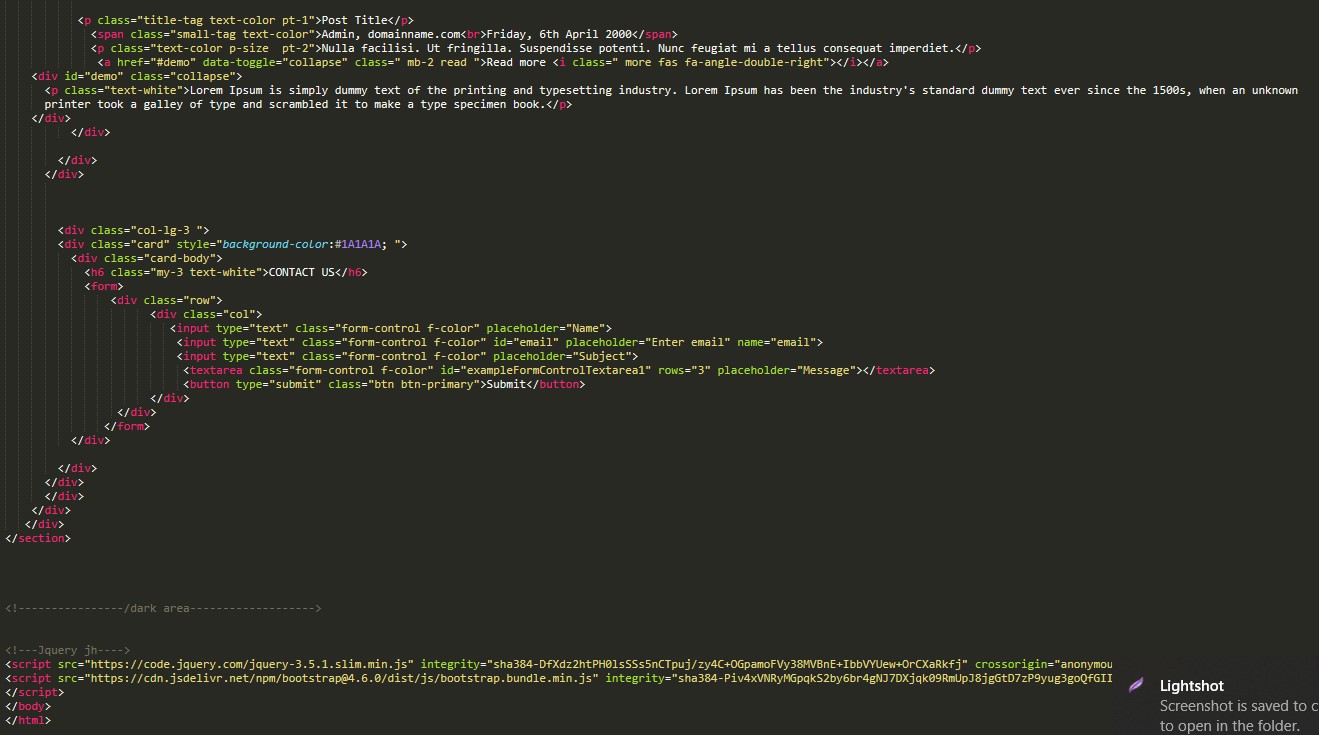 <p class="title-tag text-color pt-1">Post Title</p>
<span class="small-tag text-color">Admin, domainname.com<br>Friday, 6th April 2000</span>
<p class="text-color p-size  pt-2">Nulla facilisi. Ut fringilla. Suspendisse potenti. Nunc feugiat mi a tellus consequat imperdiet.</p>
<a href="#demo" data-toggle="collapse" class=" mb-2 read ">Read more <i class=" more fas fa-angle-double-right"></i></a>
<div id="demo" class="collapse">
<p class="text-white">Lorem Ipsum is simply dummy text of the printing and typesetting industry. Lorem Ipsum has been the industry's standard dummy text ever since the 1500s, when an unknown
printer took a galley of type and scrambled it to make a type specimen book.</p>
</div>
</div>
</div>
</div>
<div class="col-lg-3 ">
<div class="card" style="background-color:#1A1A1A; ">
<div class="card-body">
<h6 class="my-3 text-white">CONTACT US</h6>
<form>
<div class="row">
<div class="col">
<input type="text" class="form-control f-color" placeholder="Name">
<input type="text" class="form-control f-color" id="email" placeholder="Enter email" name="email">
<input type="text" class="form-control f-color" placeholder="Subject">
<textarea class="form-control f-color" id="exampleFormControlTextarea1" rows="3" placeholder="Message"></textarea>
<button type="submit" class="btn btn-primary">Submit</button>
</div>
</div>
</form>
</div>
</div>
</div>
</div>
</div>
</div>
</section>
<!----------------/dark area------------------->
<!---Jquery jh---->
<script src="https://code.jquery.com/jquery-3.5.1.slim.min.js" integrity="sha384-DfXdz2htPH0lsSSs5nCTpuj/zy4C+OGpamoFVy38MVBnE+IbbVYUew+OrCXaRkfj" crossorigin="anonymou
<script src="https://cdn.jsdelivr.net/npm/bootstrap@4.6.0/dist/js/bootstrap.bundle.min.js" integrity="sha384-Piv4xVNRyMGpqkS2by6br4gNJ7DXjqk09RmUpJ8jgGtD7zP9yug3goQfGII
</script>
</body>
</html>
Lightshot
Screenshot is saved to c
to open in the folder.